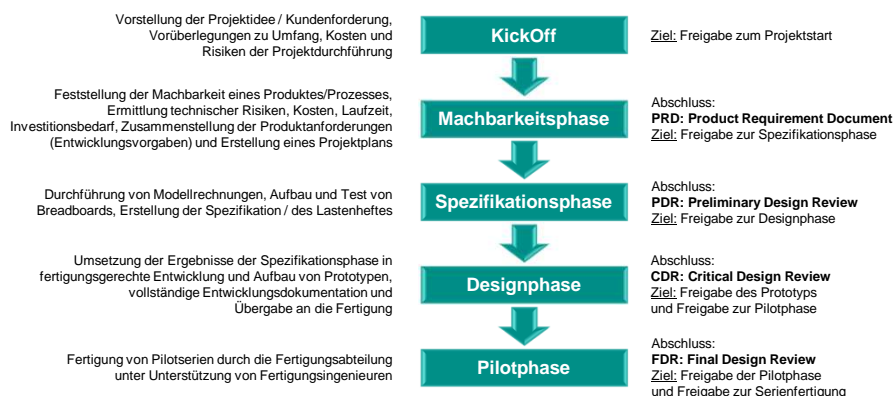 Vorstellung der Projektidee / Kundenforderung,
Vorüberlegungen zu Umfang, Kosten und
Risiken der Projektdurchführung
KickOff
Ziel: Freigabe zum Projektstart
Feststellung der Machbarkeit eines Produktes/Prozesses,
Ermittlung technischer Risiken, Kosten, Laufzeit,
Investitionsbedarf, Zusammenstellung der Produktanforderungen
(Entwicklungsvorgaben) und Erstellung eines Projektplans
Machbarkeitsphase
Abschluss:
PRD: Product Requirement Document
Ziel: Freigabe zur Spezifikationsphase
Durchführung von Modellrechnungen, Aufbau und Test von
Breadboards, Erstellung der Spezifikation / des Lastenheftes
Spezifikationsphase
Abschluss:
PDR: Preliminary Design Review
Ziel: Freigabe zur Designphase
Umsetzung der Ergebnisse der Spezifikationsphase in
fertigungsgerechte Entwicklung und Aufbau von Prototypen,
vollständige Entwicklungsdokumentation und
Übergabe an die Fertigung
Designphase
Abschluss:
CDR: Critical Design Review
Ziel: Freigabe des Prototyps
und Freigabe zur Pilotphase
Fertigung von Pilotserien durch die Fertigungsabteilung
unter Unterstützung von Fertigungsingenieuren
Pilotphase
Abschluss:
FDR: Final Design Review
Ziel: Freigabe der Pilotphase
und Freigabe zur Serienfertigung